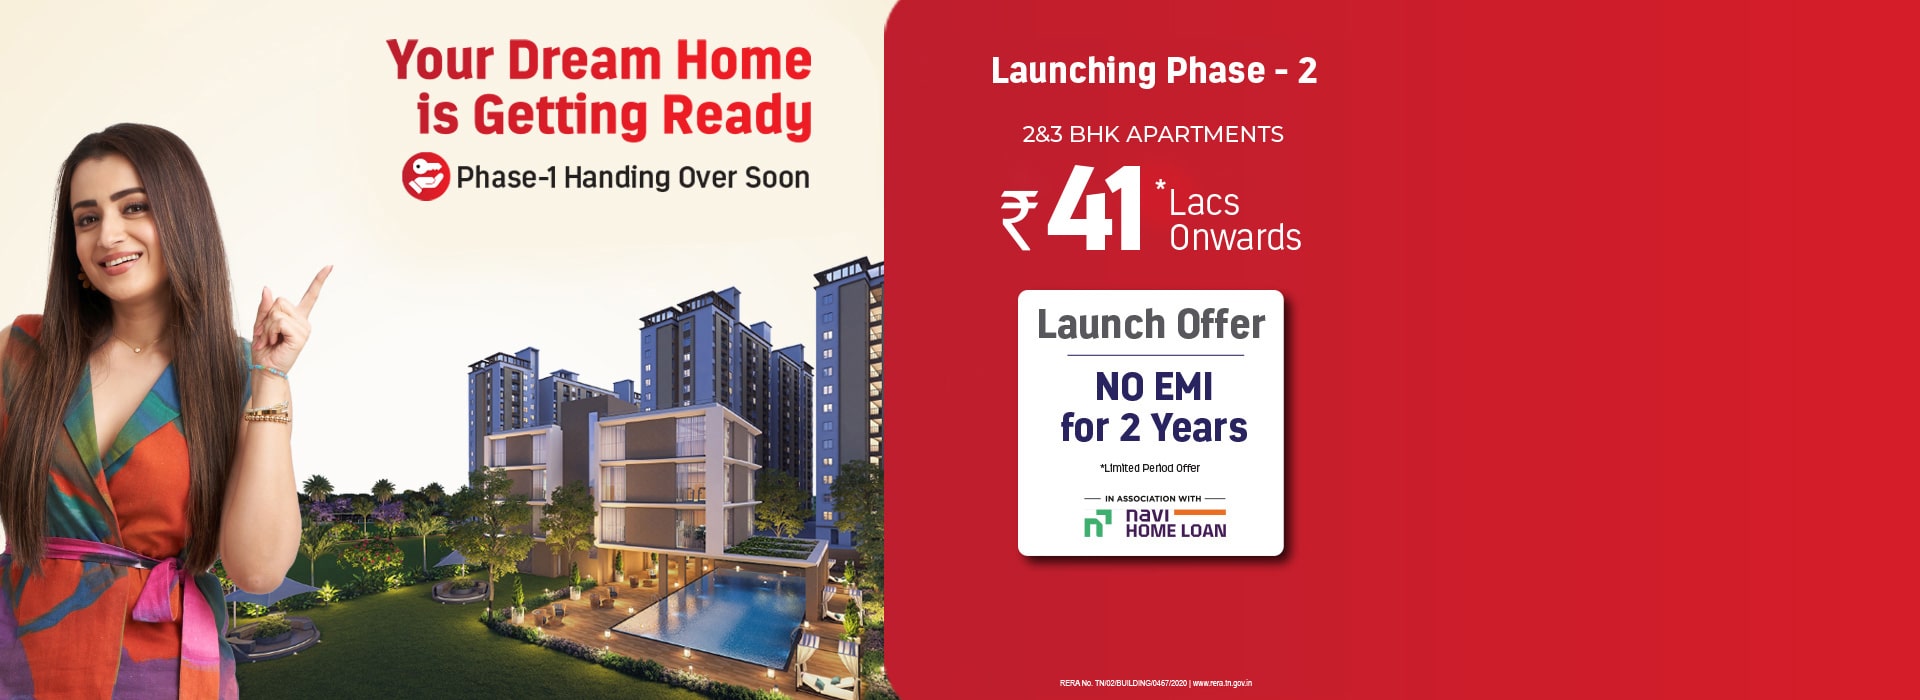 Your Dream Home
is Getting Ready
Phase-1 Handing Over Soon
Launching Phase - 2
2&3 BHK APARTMENTS
₹ 41* Lacs
Onwards
Launch Offer
NO EMI
for 2 Years
*Limited Period Offer
IN ASSOCIATION WITH
navi
HOME LOAN
RERA No. TN/02/BUILDING/0467/2020 | www.rera.tn.gov.in